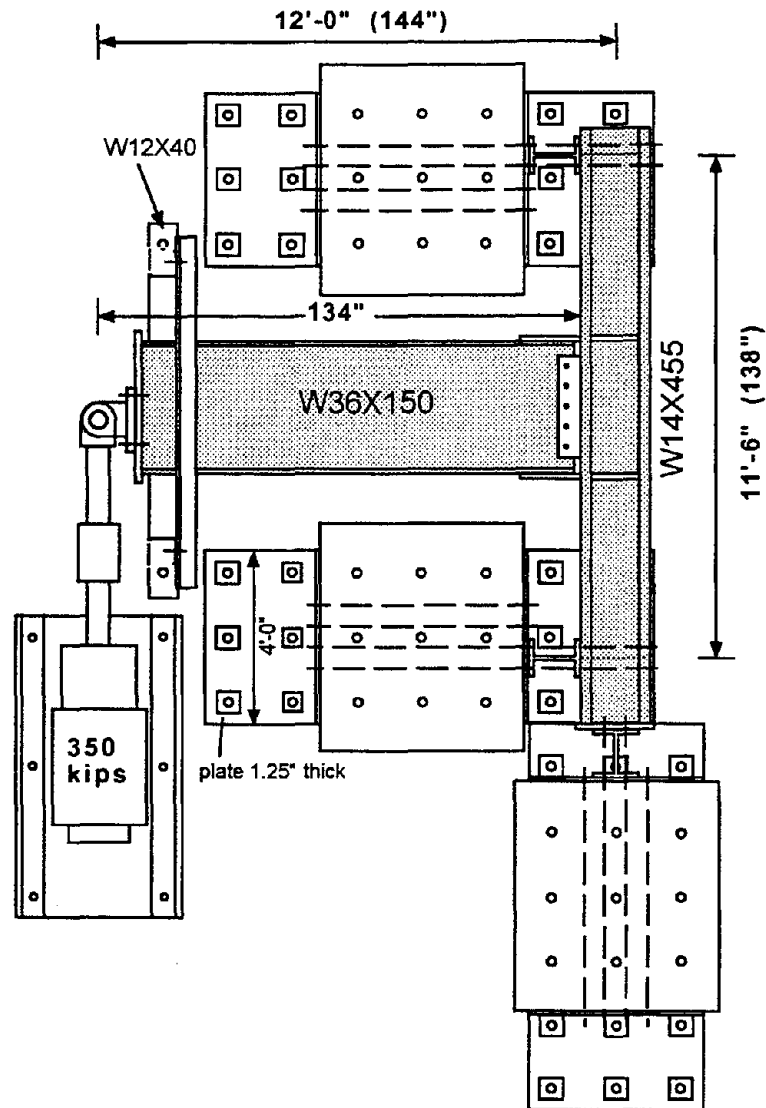 12'-0" (144")
W12X40
134"
W36X150
W14X455
11'-6" (138")
4'-0"
350
kips
plate 1.25" thick